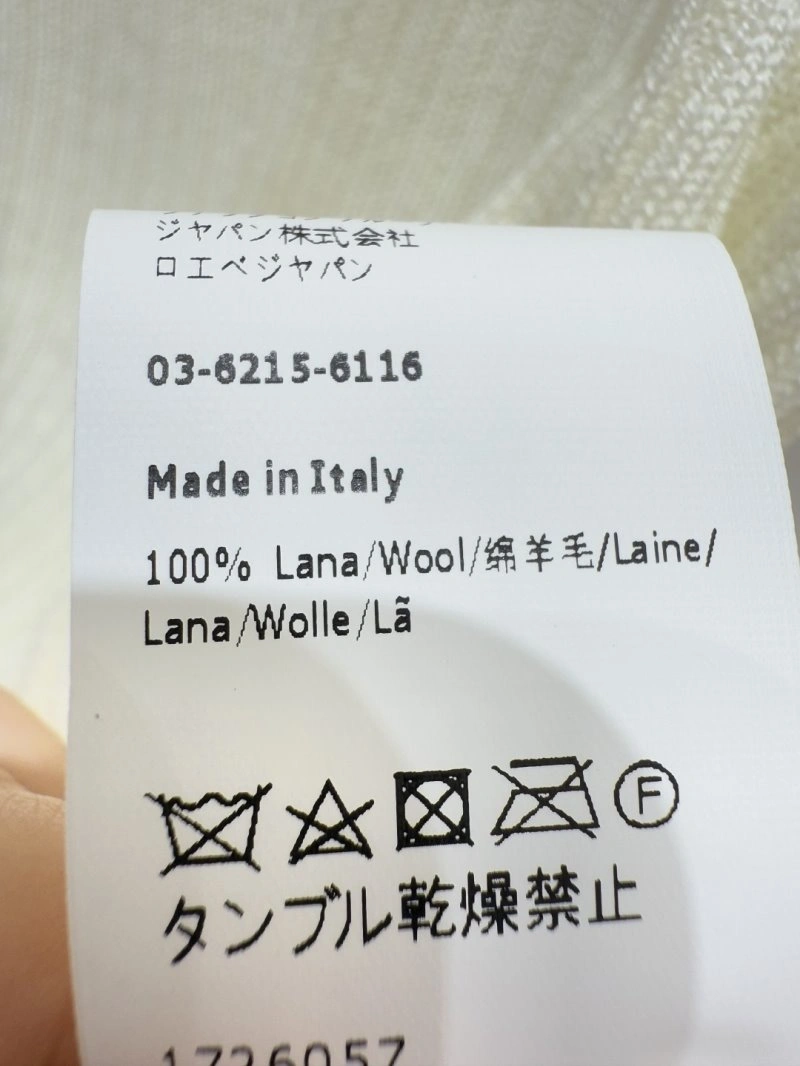 ジャパン株式会社
ロエベジャパン
03-6215-6116
Made in Italy
100% Lana/Wool/绵羊毛/Laine/
Lana/Wolle/Lã
F
タンブル乾燥禁止
1726057